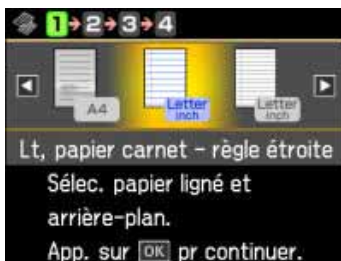 1 2 3 4
A4 Letter inch Letter inch
Lt, papier carnet - règle étroite
Sélec. papier ligné et
arrière-plan.
App. sur OK pr continuer.